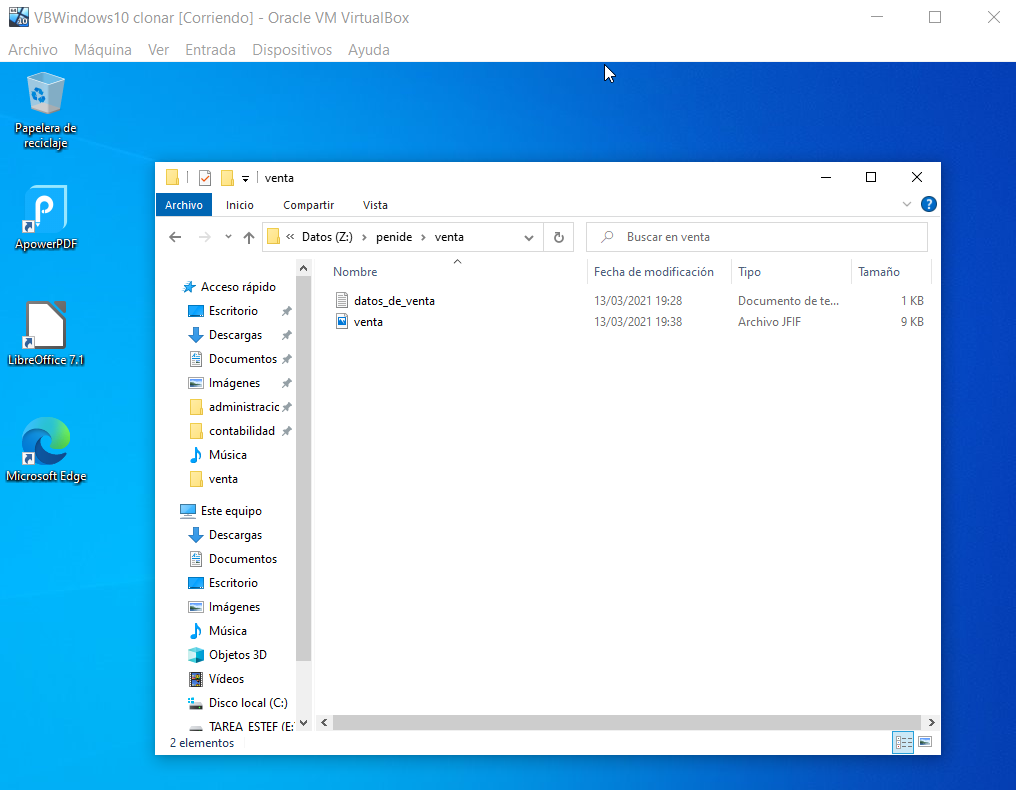 VBWindows10 clonar [Corriendo] - Oracle VM VirtualBox
Archivo Máquina Ver Entrada Dispositivos Ayuda
Papelera de
reciclaje
ApowerPDF
LibreOffice 7.1
Microsoft Edge
venta
Archivo Inicio Compartir Vista
« Datos (Z:) › penide › venta
Buscar en venta
Nombre Fecha de modificación Tipo Tamaño
datos_de_venta 13/03/2021 19:28 Documento de te... 1 KB
venta 13/03/2021 19:38 Archivo JFIF 9 KB
Acceso rápido
Escritorio
Descargas
Documentos
Imágenes
administracic
contabilidad
Música
venta
Este equipo
Descargas
Documentos
Escritorio
Imágenes
Música
Objetos 3D
Vídeos
Disco local (C:)
TAREA_ESTEF (E:
2 elementos